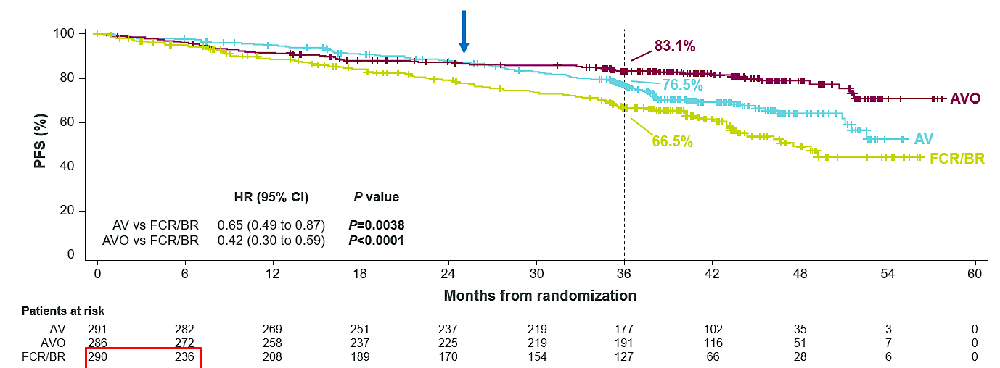 100
80
60
40
20
0
PFS (%)
83.1%
76.5%
66.5%
AVO
AV
FCR/BR
HR (95% CI) P value
AV vs FCR/BR 0.65 (0.49 to 0.87) P=0.0038
AVO vs FCR/BR 0.42 (0.30 to 0.59) P<0.0001
0 6 12 18 24 30 36 42 48 54 60
Months from randomization
Patients at risk
AV 291 282 269 251 237 219 177 102 35 3 0
AVO 286 272 258 237 225 219 191 116 51 7 0
FCR/BR 290 236 208 189 170 154 127 66 28 6 0